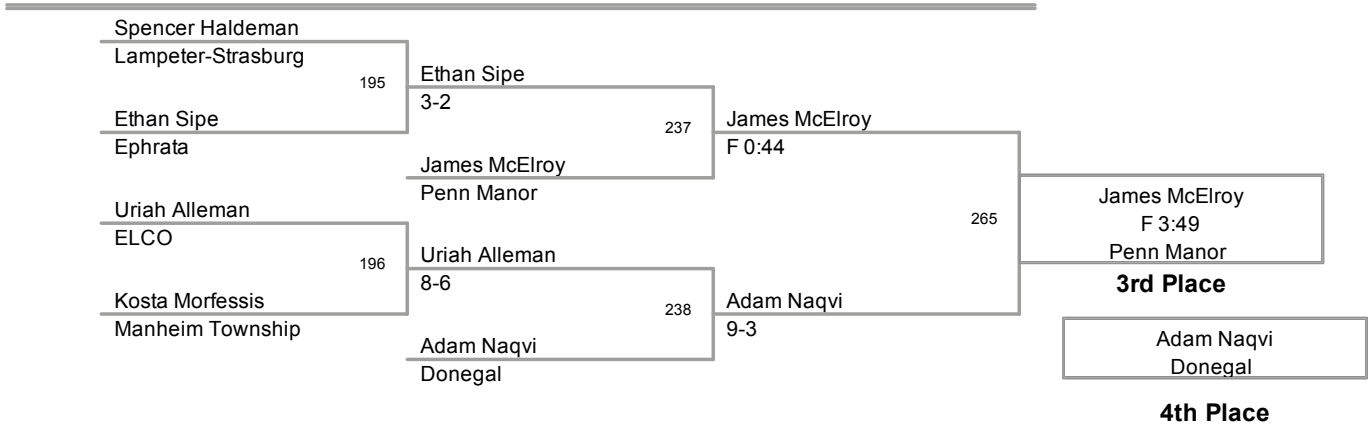 Spencer Haldeman
Lampeter-Strasburg
195
Ethan Sipe
Ephrata
Ethan Sipe
3-2
237
James McElroy
Penn Manor
James McElroy
F 0:44
Uriah Alleman
ELCO
196
Kosta Morfessis
Manheim Township
Uriah Alleman
8-6
238
Adam Naqvi
Donegal
Adam Naqvi
9-3
265
James McElroy
F 3:49
Penn Manor
3rd Place
Adam Naqvi
Donegal
4th Place